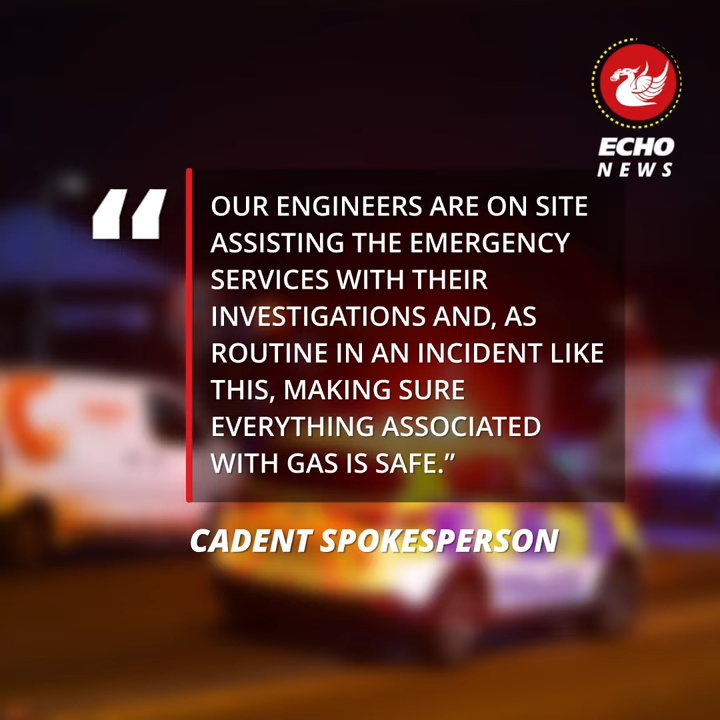 ECHO
NEWS
“
OUR ENGINEERS ARE ON SITE
ASSISTING THE EMERGENCY
SERVICES WITH THEIR
INVESTIGATIONS AND, AS
ROUTINE IN AN INCIDENT LIKE
THIS, MAKING SURE
EVERYTHING ASSOCIATED
WITH GAS IS SAFE.”
CADENT SPOKESPERSON